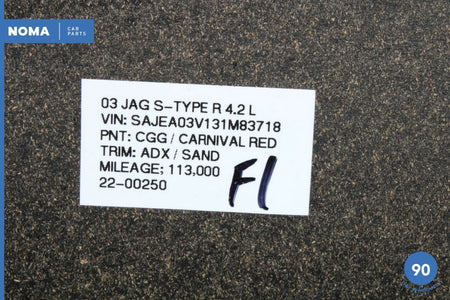 NOMA CAR PARTS
03 JAG S-TYPE R 4.2 L
VIN: SAJEA03V131M83718
PNT: CGG / CARNIVAL RED
TRIM: ADX / SAND
MILEAGE; 113,000
22-00250
F1
90